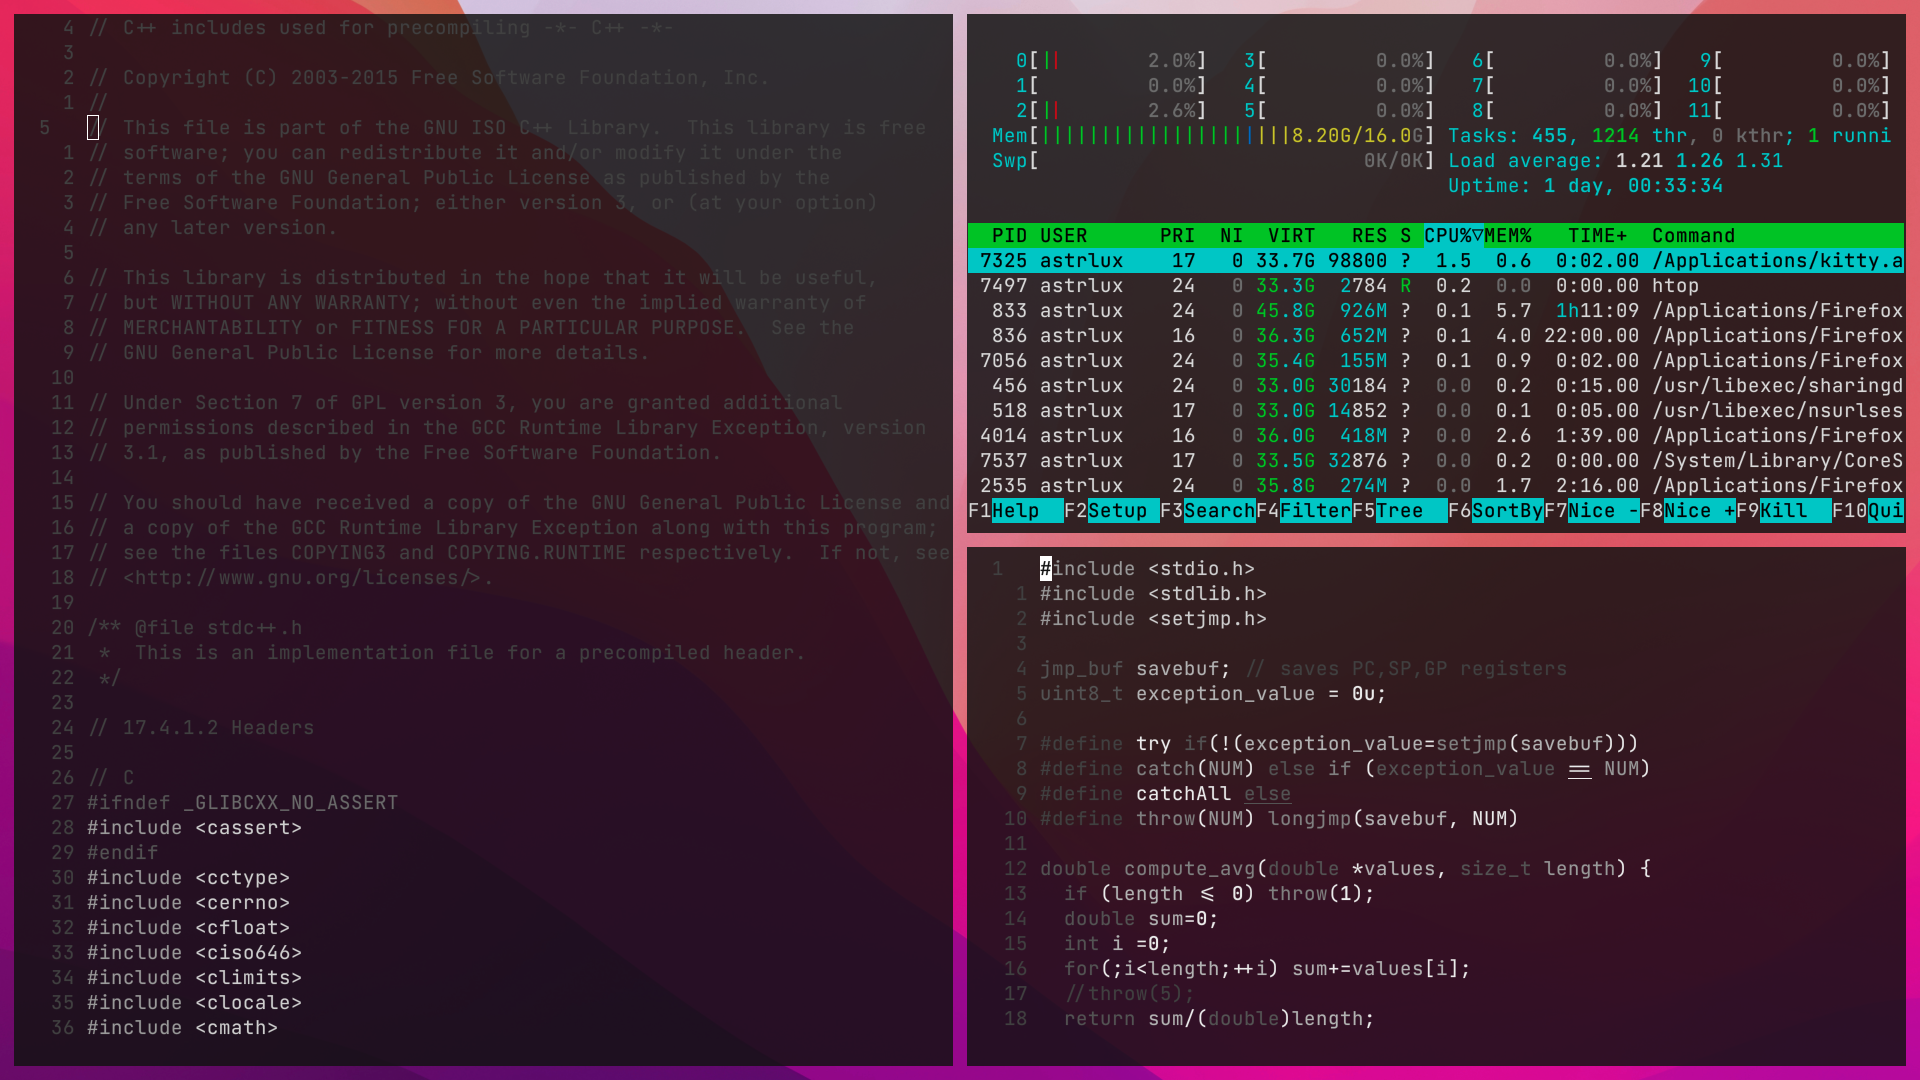 4 // C++ includes used for precompiling -*- C++ -*-
3
2 // Copyright (C) 2003-2015 Free Software Foundation, Inc.
1 //
5 // This file is part of the GNU ISO C++ Library.  This library is free
1 // software; you can redistribute it and/or modify it under the
2 // terms of the GNU General Public License as published by the
3 // Free Software Foundation; either version 3, or (at your option)
4 // any later version.
5
6 // This library is distributed in the hope that it will be useful,
7 // but WITHOUT ANY WARRANTY; without even the implied warranty of
8 // MERCHANTABILITY or FITNESS FOR A PARTICULAR PURPOSE.  See the
9 // GNU General Public License for more details.
10
11 // Under Section 7 of GPL version 3, you are granted additional
12 // permissions described in the GCC Runtime Library Exception, version
13 // 3.1, as published by the Free Software Foundation.
14
15 // You should have received a copy of the GNU General Public License and
16 // a copy of the GCC Runtime Library Exception along with this program;
17 // see the files COPYING3 and COPYING.RUNTIME respectively.  If not, see
18 // <http://www.gnu.org/licenses/>.
19
20 /** @file stdc++.h
21 *  This is an implementation file for a precompiled header.
22 */
23
24 // 17.4.1.2 Headers
25
26 // C
27 #ifndef _GLIBCXX_NO_ASSERT
28 #include <cassert>
29 #endif
30 #include <cctype>
31 #include <cerrno>
32 #include <cfloat>
33 #include <ciso646>
34 #include <climits>
35 #include <clocale>
36 #include <cmath>
0[|| 2.0%] 3[ 0.0%] 6[ 0.0%] 9[ 0.0%]
1[ 0.0%] 4[ 0.0%] 7[ 0.0%] 10[ 0.0%]
2[|| 2.6%] 5[ 0.0%] 8[ 0.0%] 11[ 0.0%]
Mem[|||||||||||||||||||||8.20G/16.0G] Tasks: 455, 1214 thr, 0 kthr; 1 runni
Swp[ 0K/0K] Load average: 1.21 1.26 1.31
Uptime: 1 day, 00:33:34
PID USER PRI NI VIRT RES S CPU%▽MEM% TIME+ Command
7325 astrlux 17 0 33.7G 98800 ? 1.5 0.6 0:02.00 /Applications/kitty.a
7497 astrlux 24 0 33.3G 2784 R 0.2 0.0 0:00.00 htop
833 astrlux 24 0 45.8G 926M ? 0.1 5.7 1h11:09 /Applications/Firefox
836 astrlux 16 0 36.3G 652M ? 0.1 4.0 22:00.00 /Applications/Firefox
7056 astrlux 24 0 35.4G 155M ? 0.1 0.9 0:02.00 /Applications/Firefox
456 astrlux 24 0 33.0G 30184 ? 0.0 0.2 0:15.00 /usr/libexec/sharingd
518 astrlux 17 0 33.0G 14852 ? 0.0 0.1 0:05.00 /usr/libexec/nsurlses
4014 astrlux 16 0 36.0G 418M ? 0.0 2.6 1:39.00 /Applications/Firefox
7537 astrlux 17 0 33.5G 32876 ? 0.0 0.2 0:00.00 /System/Library/CoreS
2535 astrlux 24 0 35.8G 274M ? 0.0 1.7 2:16.00 /Applications/Firefox
F1Help F2Setup F3SearchF4FilterF5Tree F6SortByF7Nice -F8Nice +F9Kill F10Qui
1 #include <stdio.h>
1 #include <stdlib.h>
2 #include <setjmp.h>
3
4 jmp_buf savebuf; // saves PC,SP,GP registers
5 uint8_t exception_value = 0u;
6
7 #define try if(!(exception_value=setjmp(savebuf)))
8 #define catch(NUM) else if (exception_value == NUM)
9 #define catchAll else
10 #define throw(NUM) longjmp(savebuf, NUM)
11
12 double compute_avg(double *values, size_t length) {
13 if (length <= 0) throw(1);
14 double sum=0;
15 int i =0;
16 for(;i<length;++i) sum+=values[i];
17 //throw(5);
18 return sum/(double)length;